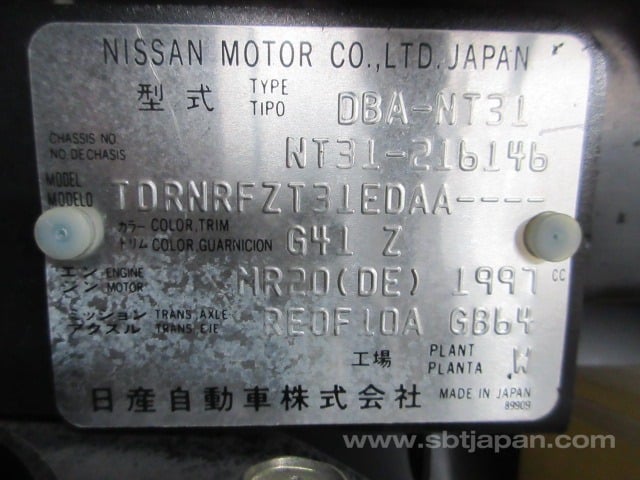 NISSAN MOTOR CO.,LTD.JAPAN
型式 TYPE TIPO DBA-NT31
CHASSIS NO. NO DE CHASIS NT31-216146
MODEL MODELO TDRNRFZT31EDAA----
カラー COLOR,TRIM トリム COLOR,GUARNICION G41 Z
エンジン ENGINE MOTOR MR20(DE) 1997 CC
ミッション TRANS AXLE アクスル TRANS EJE RE0F10A GB64
工場 PLANT PLANTA W
日産自動車株式会社 MADE IN JAPAN
89909
www.sbtjapan.com